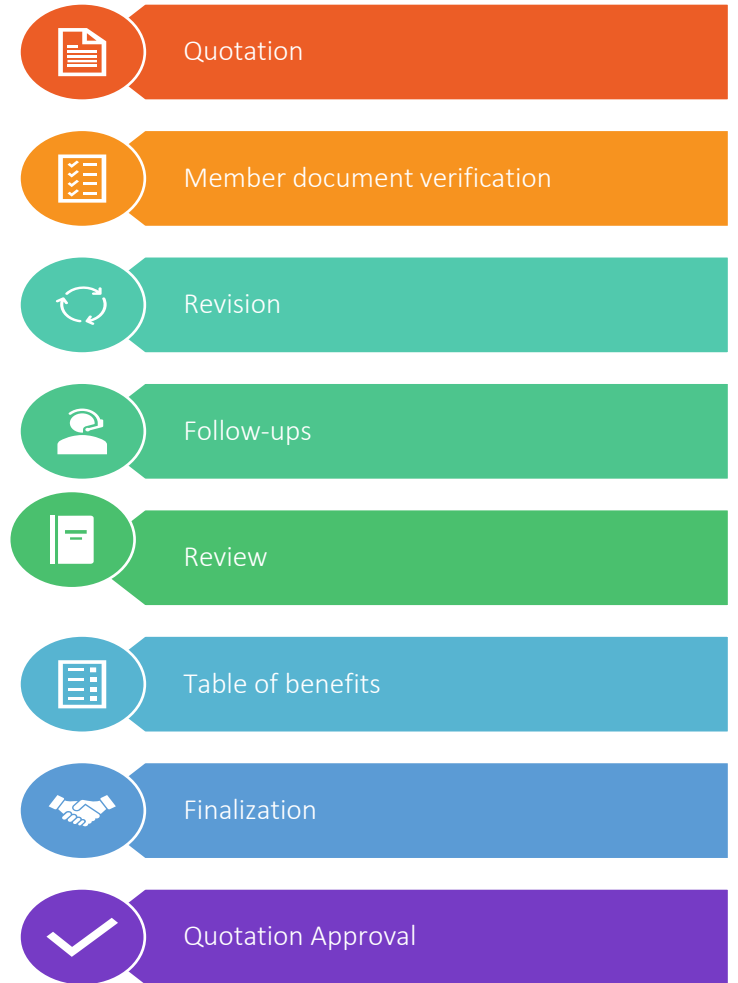 Quotation
Member document verification
Revision
Follow-ups
Review
Table of benefits
Finalization
Quotation Approval